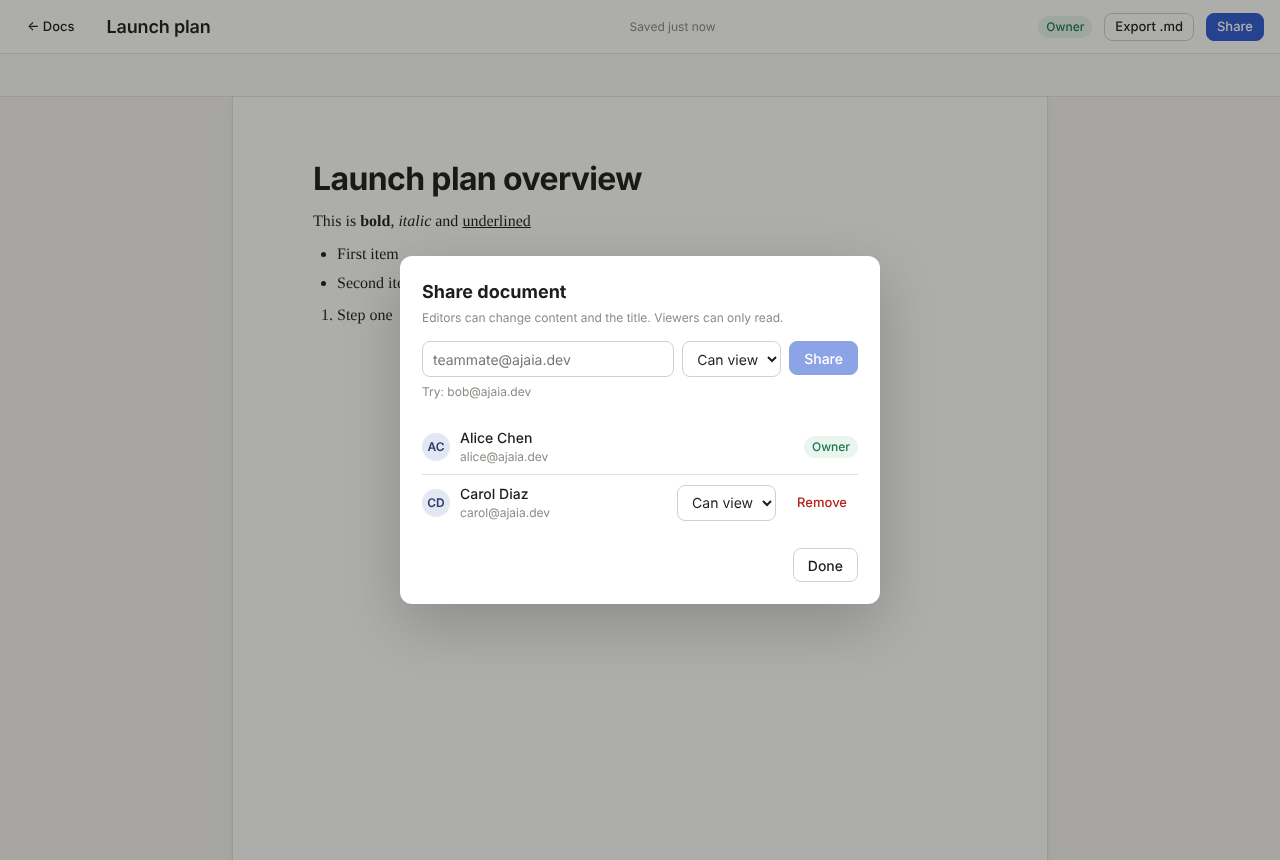 ← Docs
Launch plan
Saved just now
Owner
Export .md
Share
Launch plan overview
This is bold, italic and underlined
• First item
• Second ite
1. Step one
Share document
Editors can change content and the title. Viewers can only read.
teammate@ajaia.dev
Can view
Share
Try: bob@ajaia.dev
AC
Alice Chen
alice@ajaia.dev
Owner
CD
Carol Diaz
carol@ajaia.dev
Can view
Remove
Done